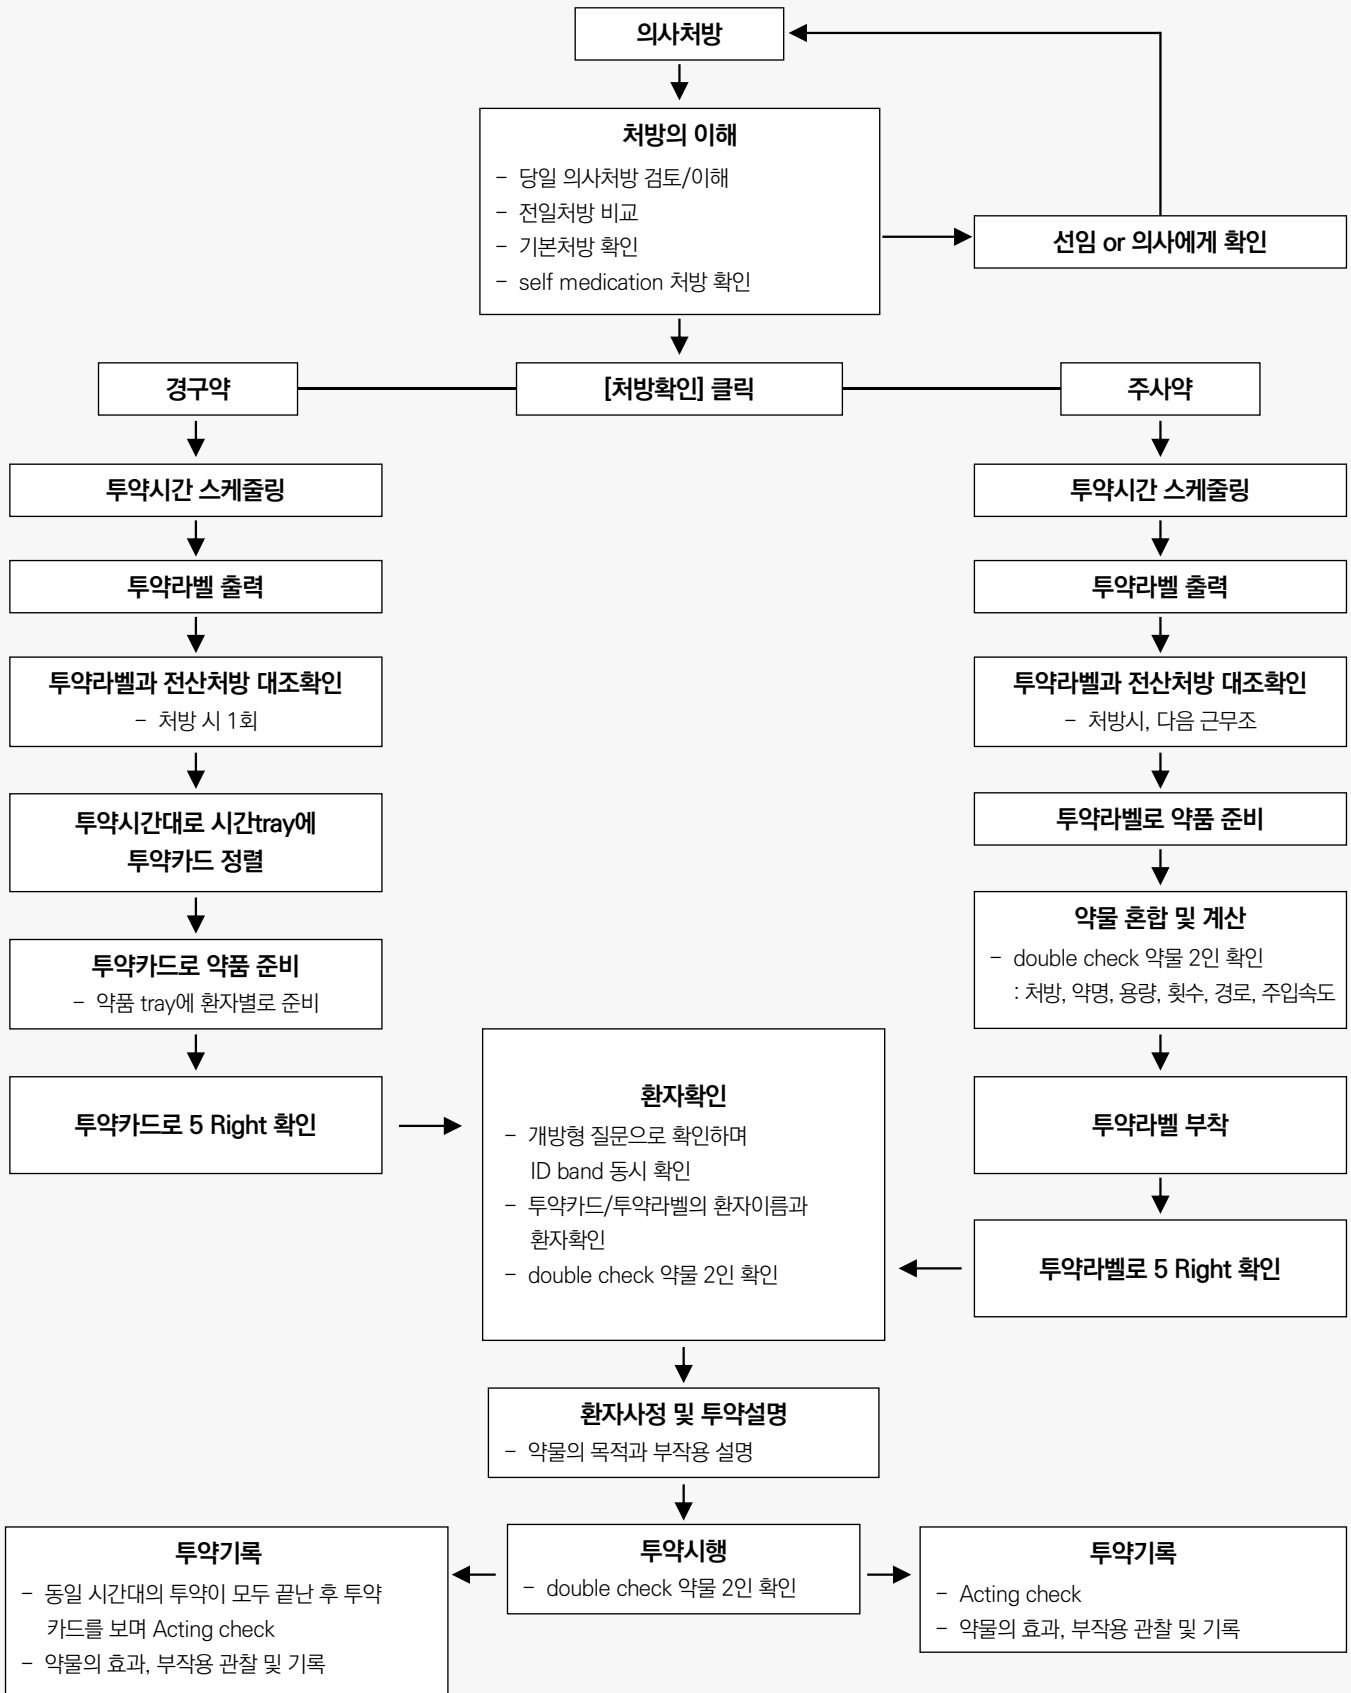 의사처방
처방의 이해
- 당일 의사처방 검토/이해
- 전일처방 비교
- 기본처방 확인
- self medication 처방 확인
선임 or 의사에게 확인
경구약
[처방확인] 클릭
주사약
투약시간 스케줄링
투약라벨 출력
투약라벨과 전산처방 대조확인
- 처방 시 1회
투약시간대로 시간tray에
투약카드 정렬
투약카드로 약품 준비
- 약품 tray에 환자별로 준비
투약카드로 5 Right 확인
투약시간 스케줄링
투약라벨 출력
투약라벨과 전산처방 대조확인
- 처방시, 다음 근무조
투약라벨로 약품 준비
약물 혼합 및 계산
- double check 약물 2인 확인
: 처방, 약명, 용량, 횟수, 경로, 주입속도
투약라벨 부착
투약라벨로 5 Right 확인
환자확인
- 개방형 질문으로 확인하며
ID band 동시 확인
- 투약카드/투약라벨의 환자이름과
환자확인
- double check 약물 2인 확인
환자사정 및 투약설명
- 약물의 목적과 부작용 설명
투약시행
- double check 약물 2인 확인
투약기록
- 동일 시간대의 투약이 모두 끝난 후 투약
카드를 보며 Acting check
- 약물의 효과, 부작용 관찰 및 기록
투약기록
- Acting check
- 약물의 효과, 부작용 관찰 및 기록